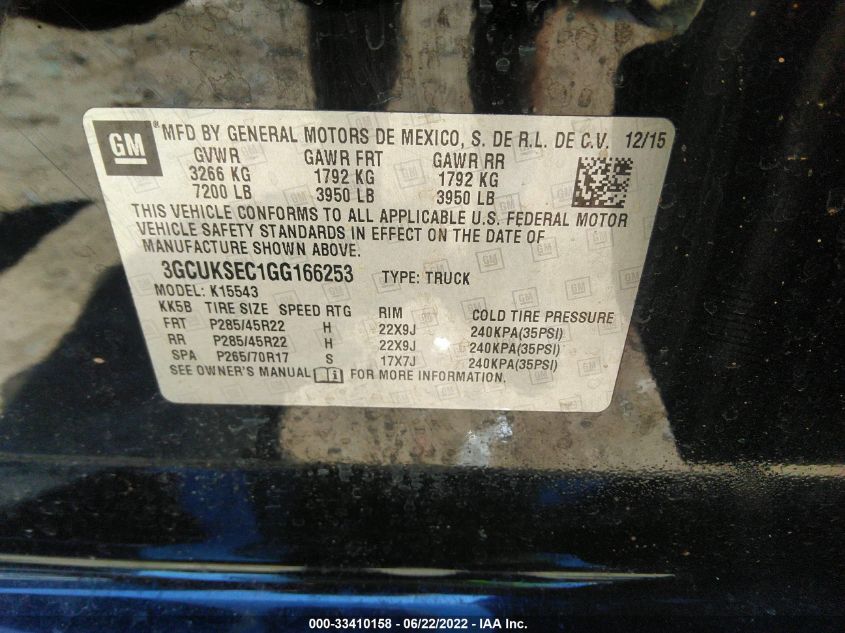 GM ® MFD BY GENERAL MOTORS DE MEXICO, S. DE R.L. DE C.V. 12/15
GVWR GAWR FRT GAWR RR
3266 KG 1792 KG 1792 KG
7200 LB 3950 LB 3950 LB
THIS VEHICLE CONFORMS TO ALL APPLICABLE U.S. FEDERAL MOTOR
VEHICLE SAFETY STANDARDS IN EFFECT ON THE DATE OF
MANUFACTURE SHOWN ABOVE.
3GCUKSEC1GG166253 TYPE: TRUCK
MODEL: K15543
KK5B TIRE SIZE SPEED RTG RIM COLD TIRE PRESSURE
FRT P285/45R22 H 22X9J 240KPA(35PSI)
RR P285/45R22 H 22X9J 240KPA(35PSI)
SPA P265/70R17 S 17X7J 240KPA(35PSI)
SEE OWNER'S MANUAL FOR MORE INFORMATION.
000-33410158 - 06/22/2022 - IAA Inc.